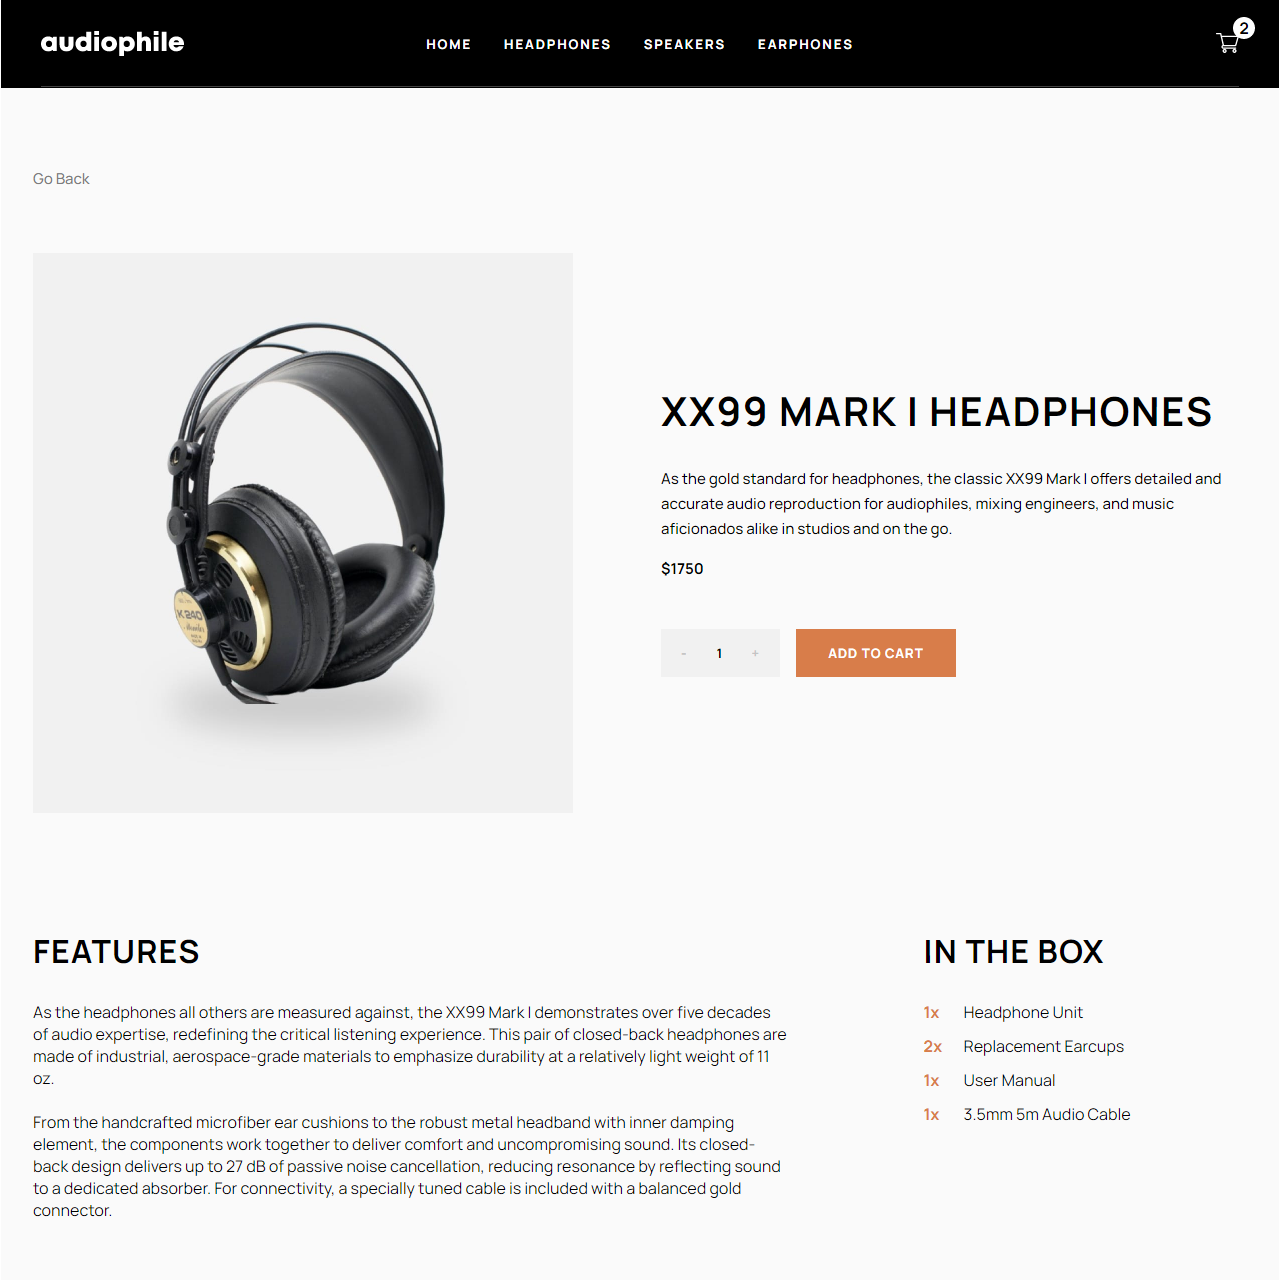 audiophile
HOME HEADPHONES SPEAKERS EARPHONES
2
Go Back
K 240
XX99 MARK I HEADPHONES
As the gold standard for headphones, the classic XX99 Mark I offers detailed and
accurate audio reproduction for audiophiles, mixing engineers, and music
aficionados alike in studios and on the go.
$1750
- 1 +
ADD TO CART
FEATURES
As the headphones all others are measured against, the XX99 Mark I demonstrates over five decades
of audio expertise, redefining the critical listening experience. This pair of closed-back headphones are
made of industrial, aerospace-grade materials to emphasize durability at a relatively light weight of 11
oz.
From the handcrafted microfiber ear cushions to the robust metal headband with inner damping
element, the components work together to deliver comfort and uncompromising sound. Its closed-
back design delivers up to 27 dB of passive noise cancellation, reducing resonance by reflecting sound
to a dedicated absorber. For connectivity, a specially tuned cable is included with a balanced gold
connector.
IN THE BOX
1x Headphone Unit
2x Replacement Earcups
1x User Manual
1x 3.5mm 5m Audio Cable